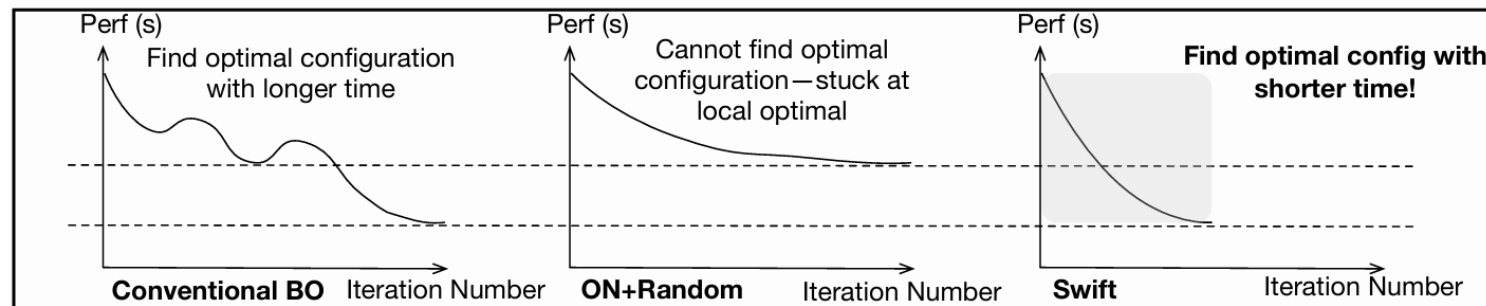 Perf (s)
Find optimal configuration
with longer time
Conventional BO
Iteration Number
Perf (s)
Cannot find optimal
configuration—stuck at
local optimal
ON+Random
Iteration Number
Perf (s)
Find optimal config with
shorter time!
Swift
Iteration Number